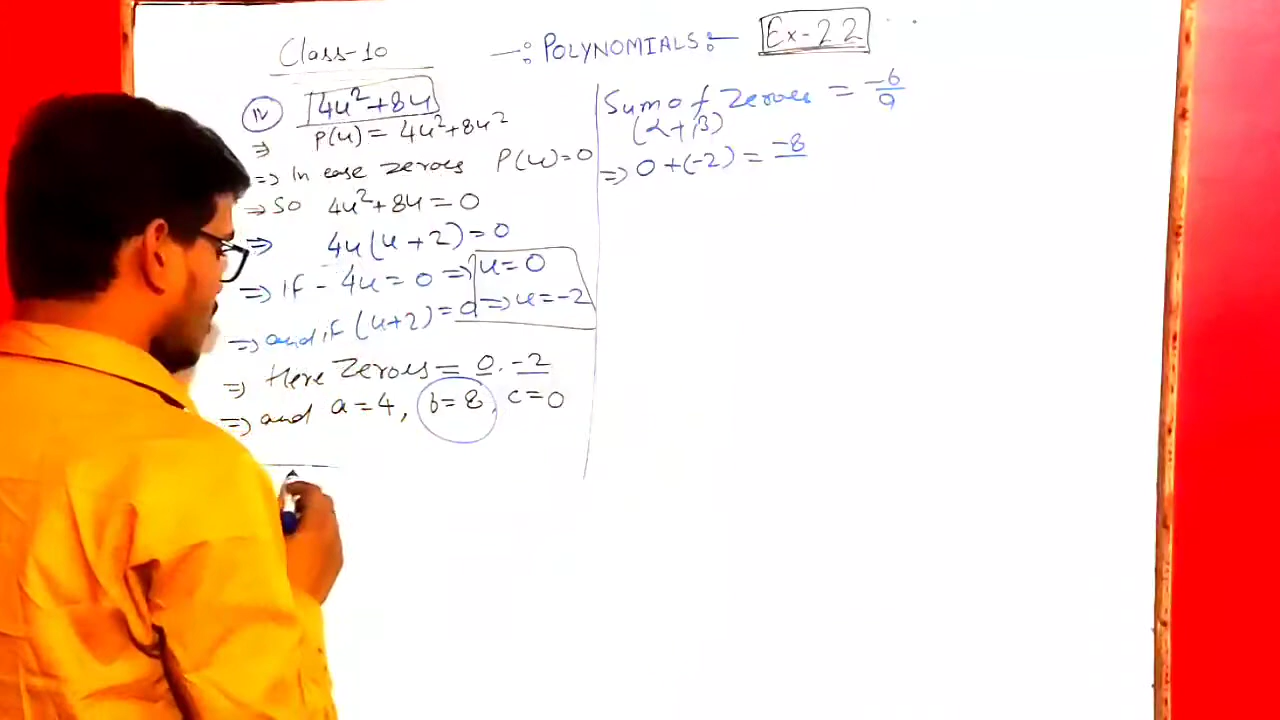 Class-10 —: POLYNOMIALS :— Ex-2.2
iv 4u²+8u
⇒ P(u) = 4u²+8u²
⇒ In case zeroes P(u)=0
⇒ So 4u²+8u = 0
⇒ 4u(u+2)=0
⇒ if - 4u = 0 ⇒ u=0
⇒ and if (u+2)=0 ⇒ u=-2
⇒ Here Zeroes = 0, -2
⇒ and a=4, b=8, c=0
Sum of Zeroes = -b/a
(α+β)
⇒ 0+(-2) = -8